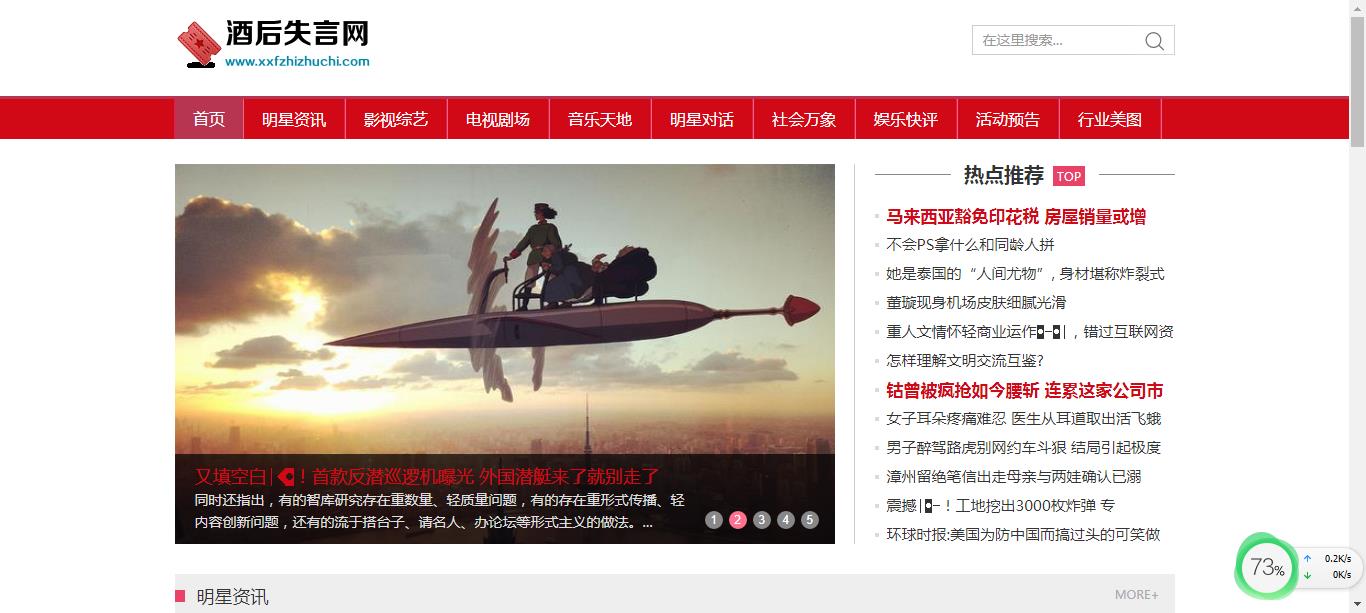 酒后失言网
www.xxfzhizhuchi.com
在这里搜索...
首页 明星资讯 影视综艺 电视剧场 音乐天地 明星对话 社会万象 娱乐快评 活动预告 行业美图
又填空白！首款反潜巡逻机曝光 外国潜艇来了就别走了
同时还指出，有的智库研究存在重数量、轻质量问题，有的存在重形式传播、轻
内容创新问题，还有的流于搭台子、请名人、办论坛等形式主义的做法。...
1 2 3 4 5
热点推荐 TOP
马来西亚豁免印花税 房屋销量或增
不会PS拿什么和同龄人拼
她是泰国的“人间尤物”, 身材堪称炸裂式
董璇现身机场皮肤细腻光滑
重人文情怀轻商业运作，错过互联网资
怎样理解文明交流互鉴?
钴曾被疯抢如今腰斩 连累这家公司市
女子耳朵疼痛难忍 医生从耳道取出活飞蛾
男子醉驾路虎别网约车斗狠 结局引起极度
漳州留绝笔信出走母亲与两娃确认已溺
震撼！工地挖出3000枚炸弹 专
环球时报:美国为防中国而搞过头的可笑做
明星资讯
MORE+
73%
0.2K/s
0K/s